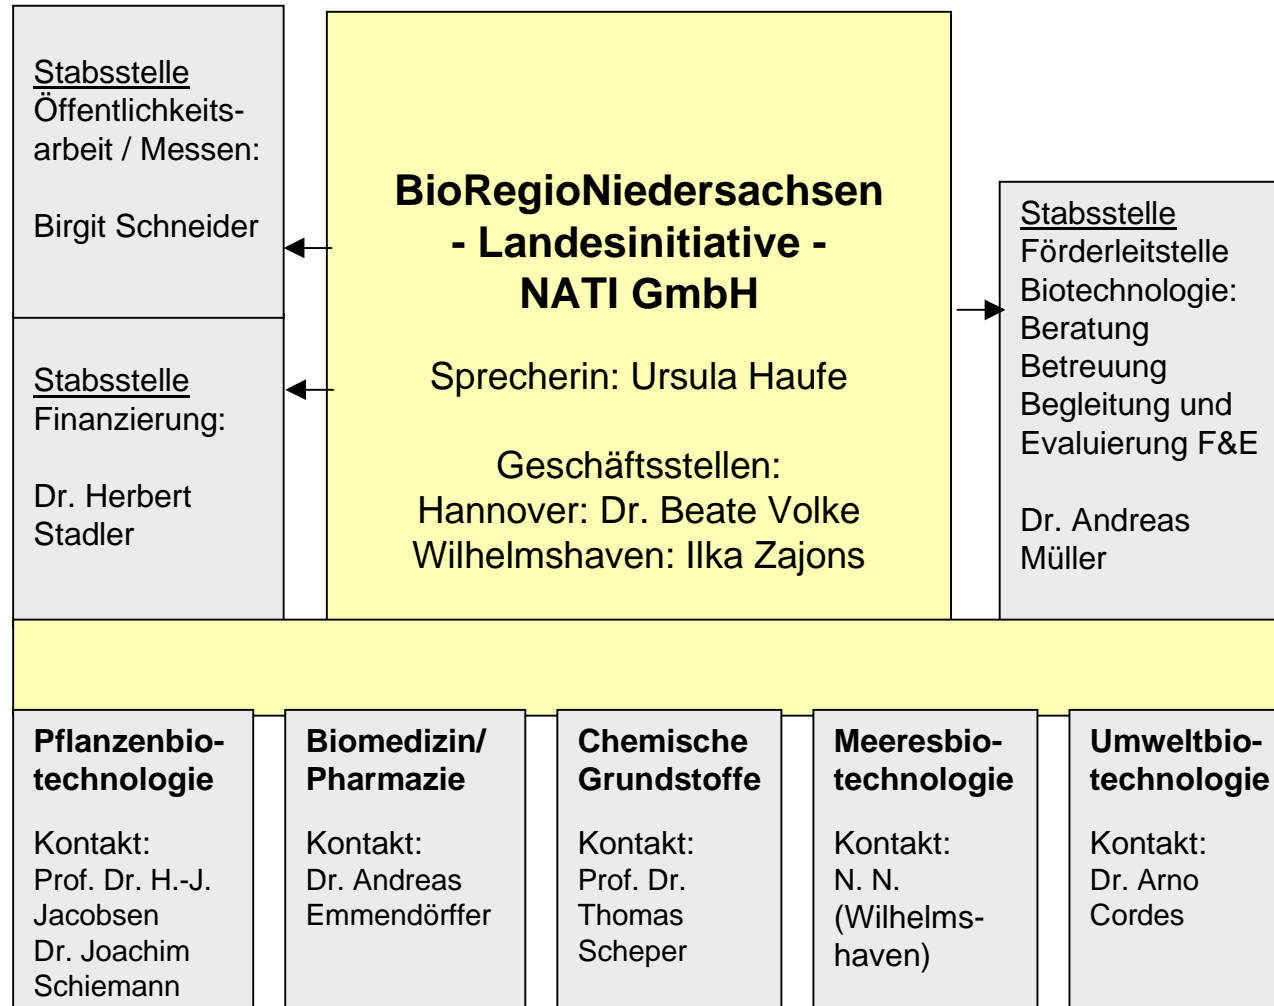 Stabsstelle
Öffentlichkeits-
arbeit / Messen:
Birgit Schneider
Stabsstelle
Finanzierung:
Dr. Herbert
Stadler
BioRegioNiedersachsen
- Landesinitiative -
NATI GmbH
Sprecherin: Ursula Haufe
Geschäftsstellen:
Hannover: Dr. Beate Volke
Wilhelmshaven: Ilka Zajons
Stabsstelle
Förderleitstelle
Biotechnologie:
Beratung
Betreuung
Begleitung und
Evaluierung F&E
Dr. Andreas
Müller
Pflanzenbio-
technologie
Kontakt:
Prof. Dr. H.-J.
Jacobsen
Dr. Joachim
Schiemann
Biomedizin/
Pharmazie
Kontakt:
Dr. Andreas
Emmendörffer
Chemische
Grundstoffe
Kontakt:
Prof. Dr.
Thomas
Scheper
Meeresbio-
technologie
Kontakt:
N. N.
(Wilhelms-
haven)
Umweltbio-
technologie
Kontakt:
Dr. Arno
Cordes